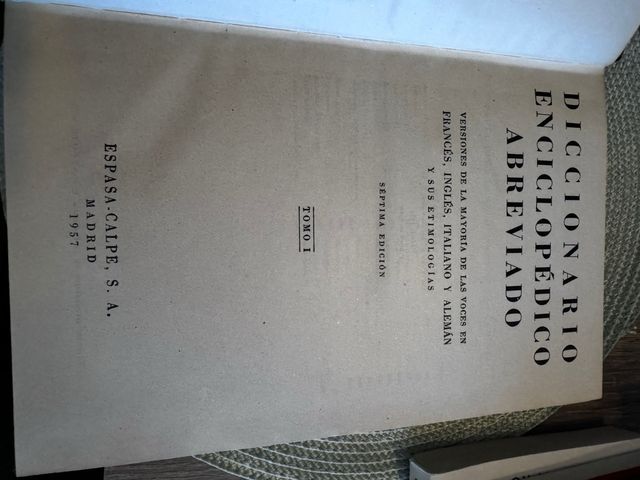 DICCIONARIO
ENCICLOPÉDICO
ABREVIADO
VERSIONES DE LA MAYORÍA DE LAS VOCES EN
FRANCÉS, INGLÉS, ITALIANO Y ALEMÁN
Y SUS ETIMOLOGÍAS
SÉPTIMA EDICIÓN
TOMO I
ESPASA-CALPE, S. A.
MADRID
1957